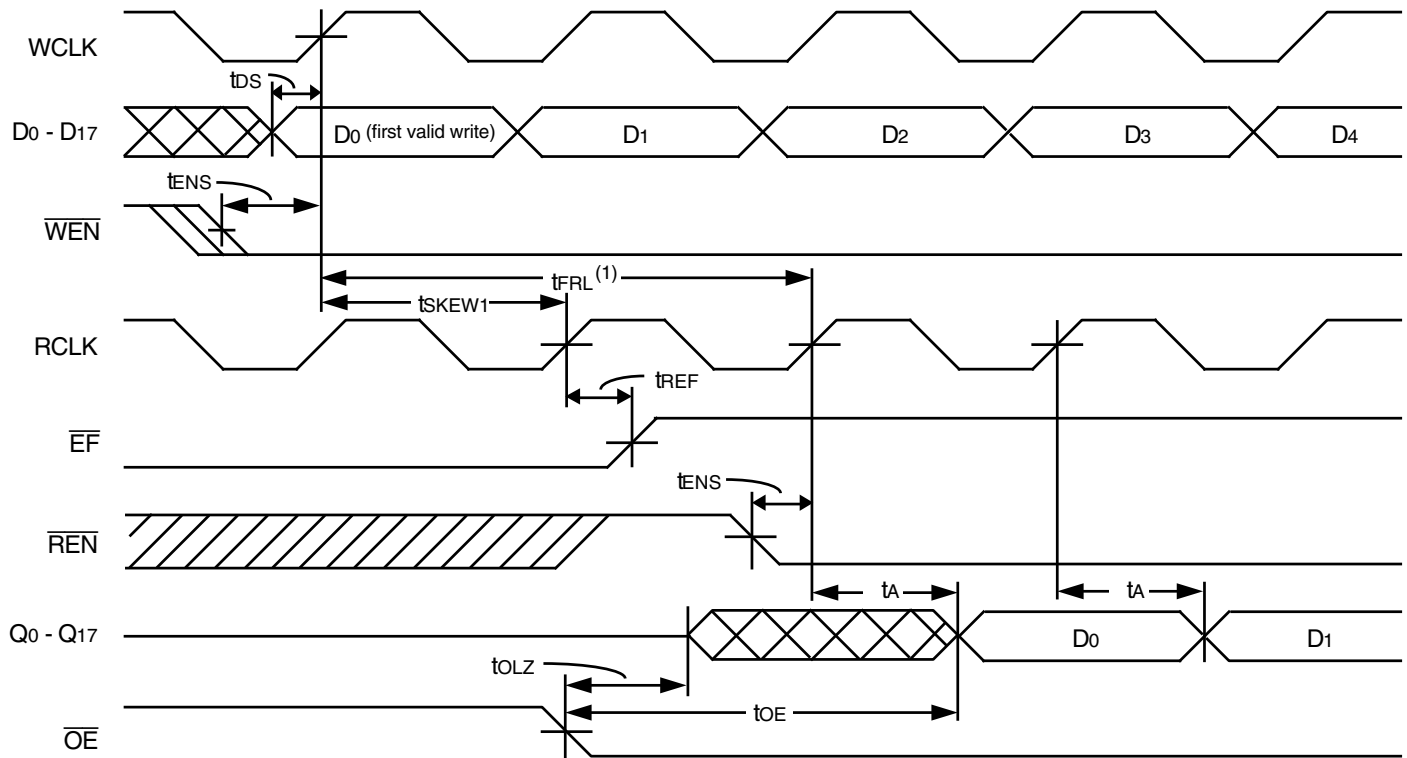 WCLK
tDS
D0 - D17
D0 (first valid write)
D1
D2
D3
D4
tENS
WEN
tFRL (1)
tSKEW1
RCLK
tREF
EF
tENS
REN
tA
tA
Q0 - Q17
D0
D1
tOLZ
tOE
OE